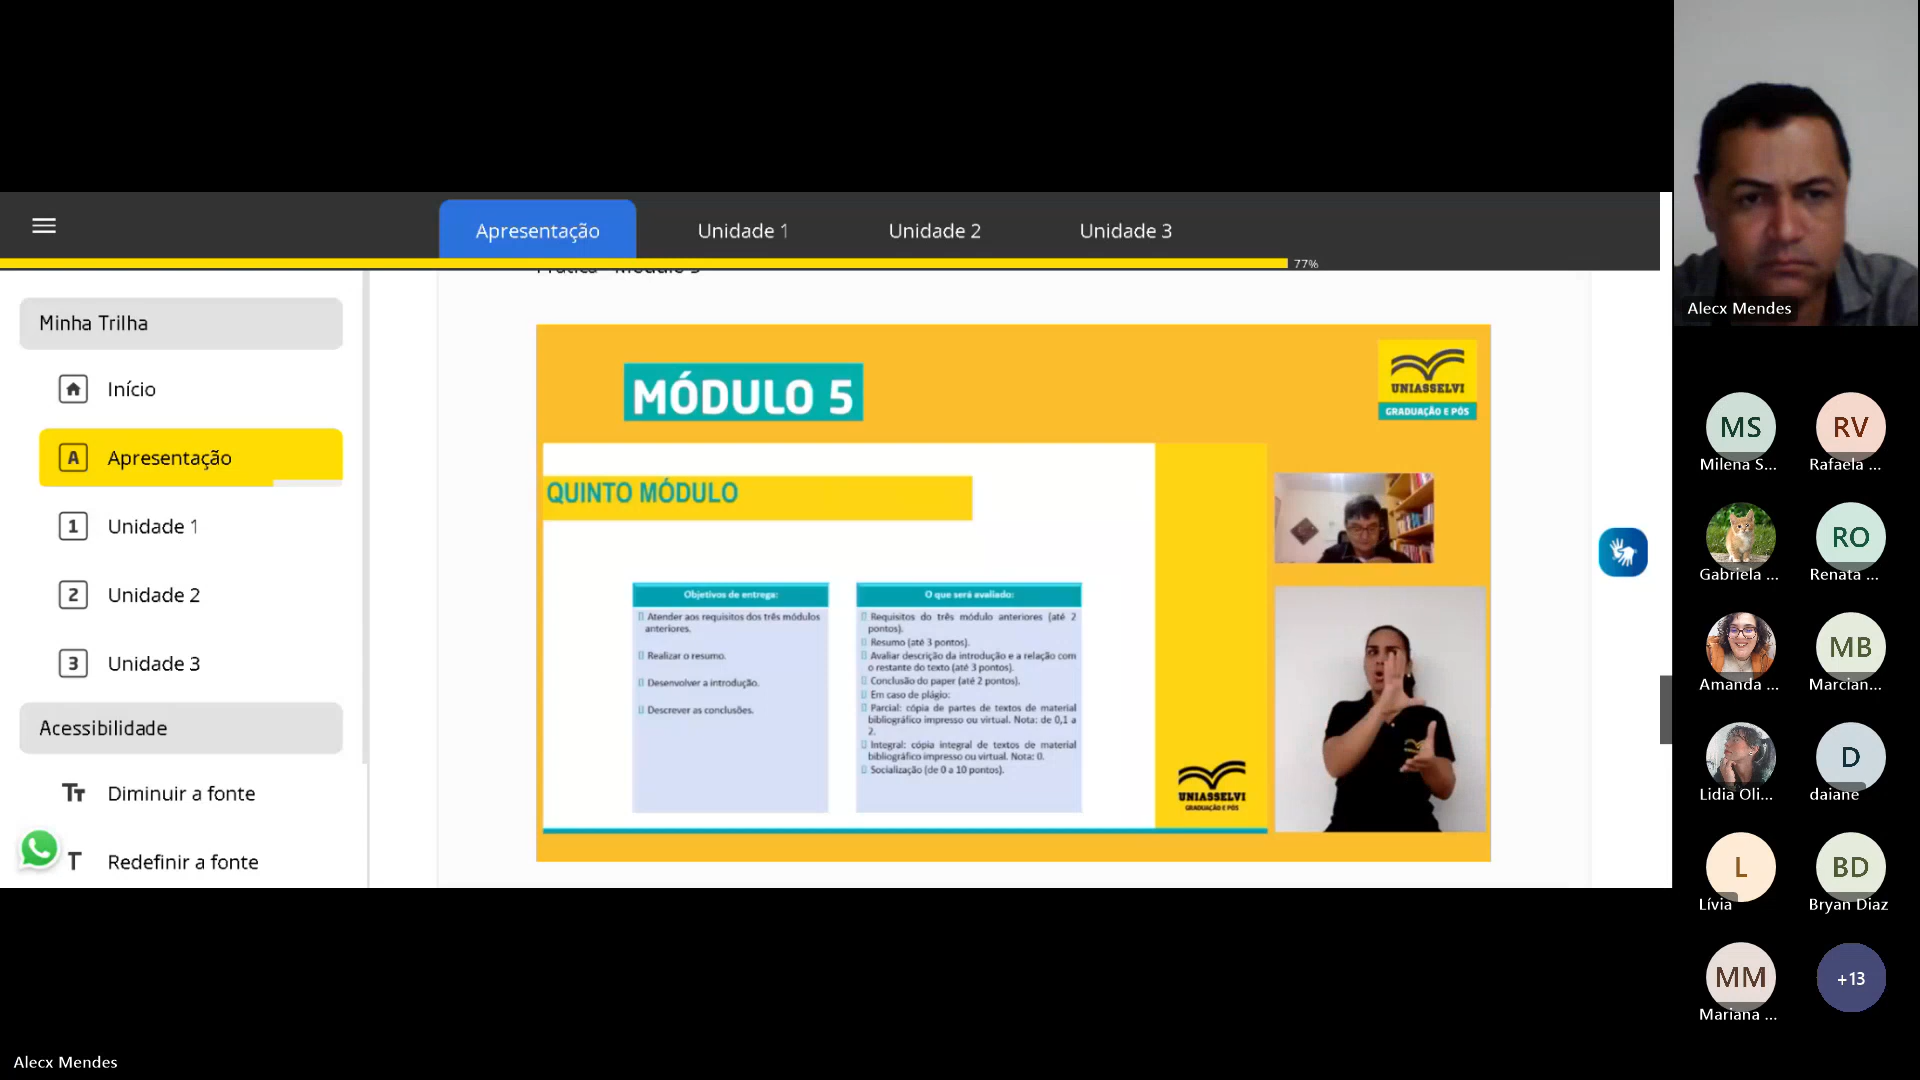 Apresentação
Unidade 1
Unidade 2
Unidade 3
77%
Minha Trilha
Início
A
Apresentação
1
Unidade 1
2
Unidade 2
3
Unidade 3
Acessibilidade
TT Diminuir a fonte
T Redefinir a fonte
MÓDULO 5
UNIASSELVI
GRADUAÇÃO E PÓS
QUINTO MÓDULO
Objetivos de entrega:
Atender aos requisitos dos três módulos
anteriores.
Realizar o resumo.
Desenvolver a introdução.
Descrever as conclusões.
O que será avaliado:
Requisitos do três módulo anteriores (até 2
pontos).
Resumo (até 3 pontos).
Avaliar descrição da introdução e a relação com
o restante do texto (até 3 pontos).
Conclusão do paper (até 2 pontos).
Em caso de plágio:
Parcial: cópia de partes de textos de material
bibliográfico impresso ou virtual. Nota: de 0,1 a
2.
Integral: cópia integral de textos de material
bibliográfico impresso ou virtual. Nota: 0.
Socialização (de 0 a 10 pontos).
UNIASSELVI
GRADUAÇÃO E PÓS
Alecx Mendes
MS
Milena S...
RV
Rafaela ...
Gabriela ...
RO
Renata ...
Amanda ...
MB
Marcian...
Lidia Oli...
D
daiane
L
Lívia
BD
Bryan Diaz
MM
Mariana ...
+13
Alecx Mendes